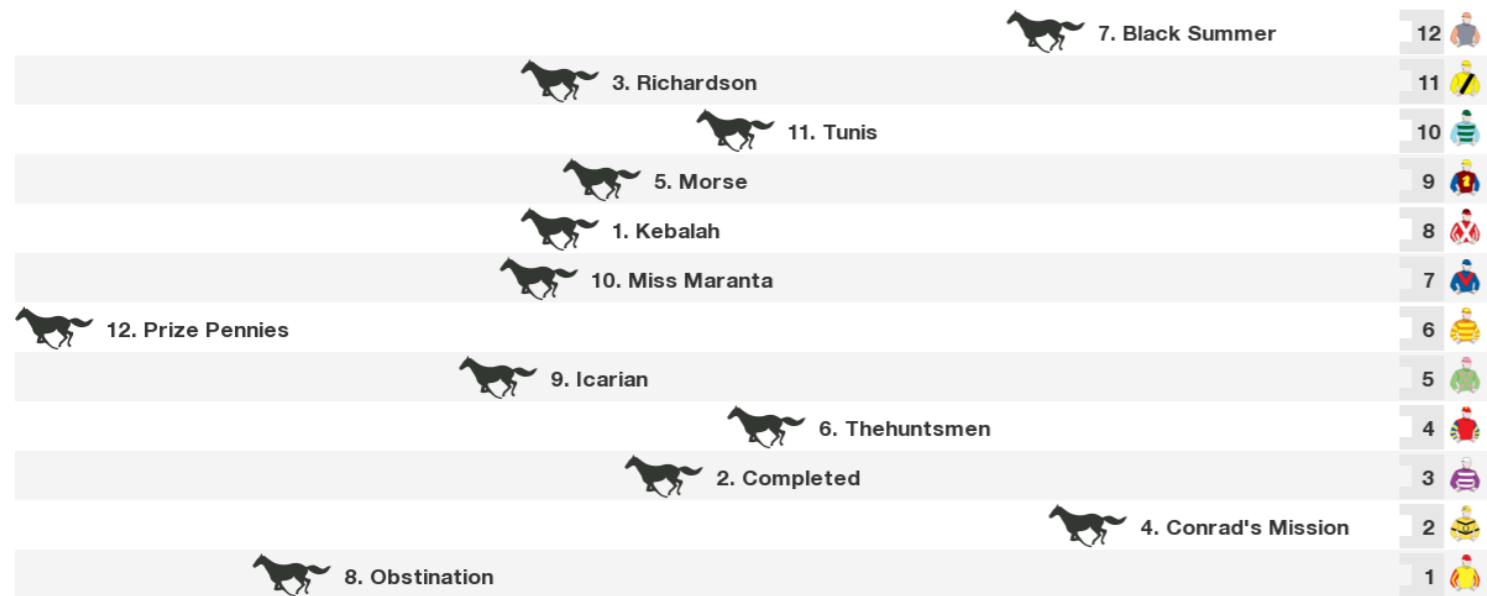 7. Black Summer 12
3. Richardson 11
11. Tunis 10
5. Morse 9
1. Kebalah 8
10. Miss Maranta 7
12. Prize Pennies 6
9. Icarian 5
6. Thehuntsmen 4
2. Completed 3
4. Conrad's Mission 2
8. Obstination 1